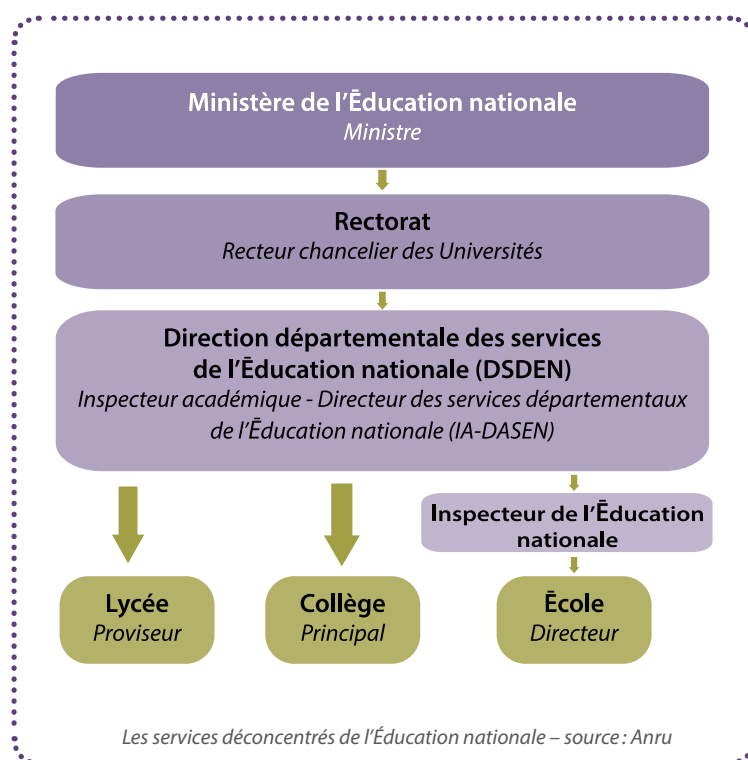 Ministère de l'Ēducation nationale
Ministre
Rectorat
Recteur chancelier des Universités
Direction départementale des services
de l'Ēducation nationale (DSDEN)
Inspecteur académique - Directeur des services départementaux
de l'Ēducation nationale (IA-DASEN)
Inspecteur de l'Ēducation
nationale
Lycée
Proviseur
Collège
Principal
Ēcole
Directeur
Les services déconcentrés de l'Éducation nationale – source : Anru